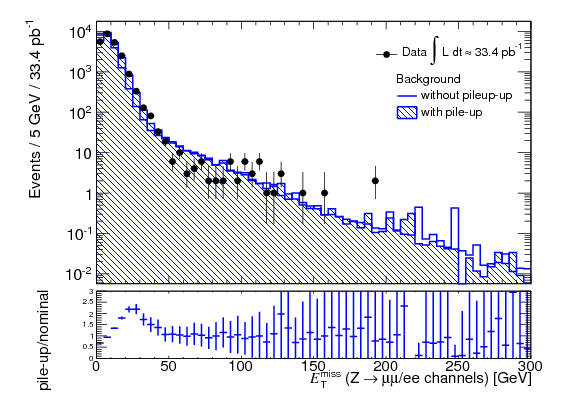 Events / 5 GeV / 33.4 pb⁻¹
10⁴
10³
10²
10
1
10⁻¹
10⁻²
Data ∫ L dt ≈ 33.4 pb⁻¹
Background
without pileup-up
with pile-up
pile-up/nominal
3
2.5
2
1.5
1
0.5
0
0 50 100 150 200 250 300
E_T^miss (Z → μμ/ee channels) [GeV]